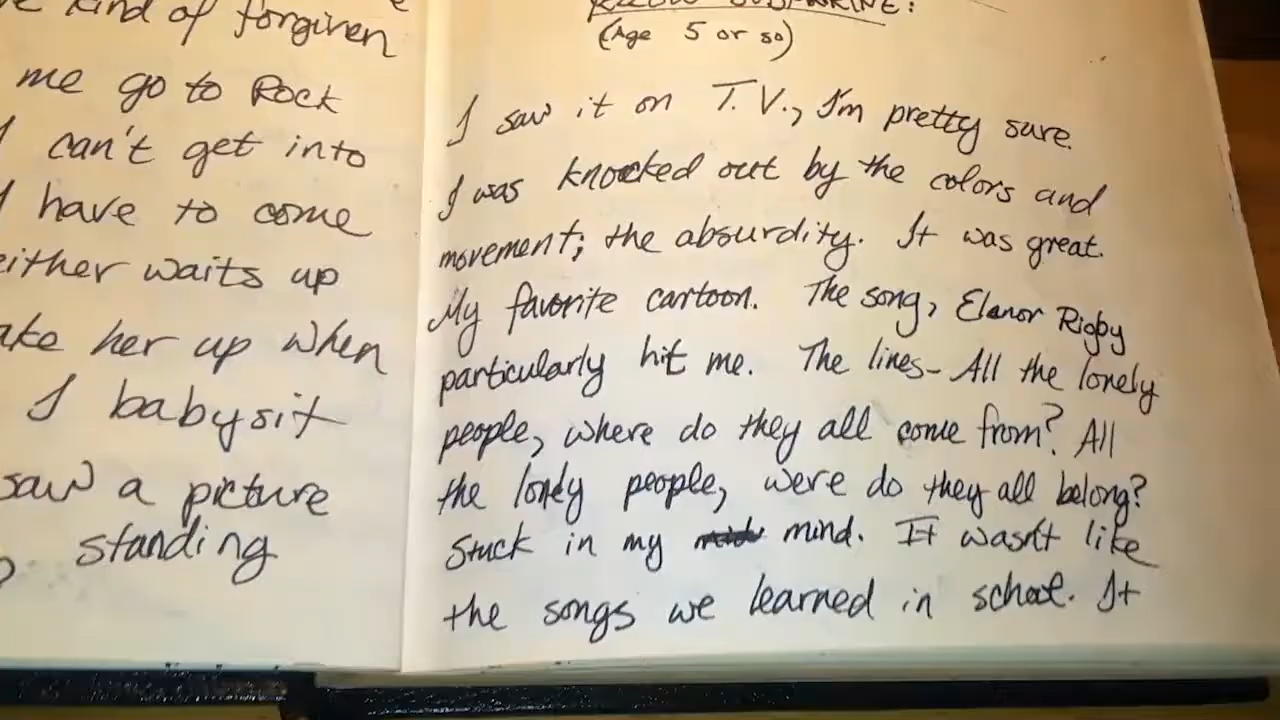 kind of forgiven
me go to Rock
I can't get into
I have to come
either waits up
ake her up when
I babysit
saw a picture
standing
YELLOW SUBMARINE:
(Age 5 or so)
I saw it on T.V., I'm pretty sure.
I was knocked out by the colors and
movement; the absurdity. It was great.
My favorite cartoon. The song, Elanor Rigby
particularly hit me. The lines- All the lonely
people, where do they all come from? All
the lonely people, were do they all belong?
Stuck in my mind. It wasn't like
the songs we learned in school. It